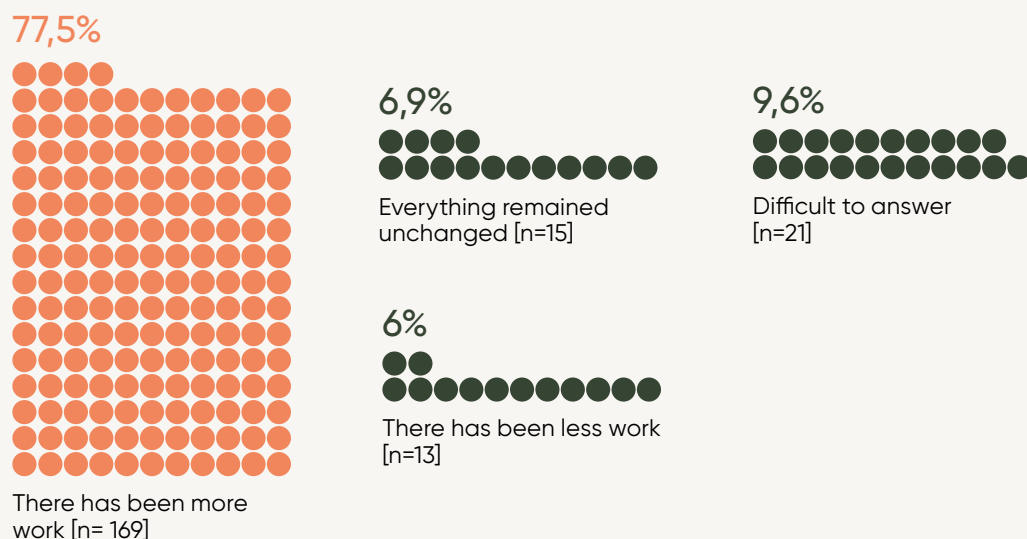 77,5%
There has been more
work [n= 169]
6,9%
Everything remained
unchanged [n=15]
9,6%
Difficult to answer
[n=21]
6%
There has been less work
[n=13]